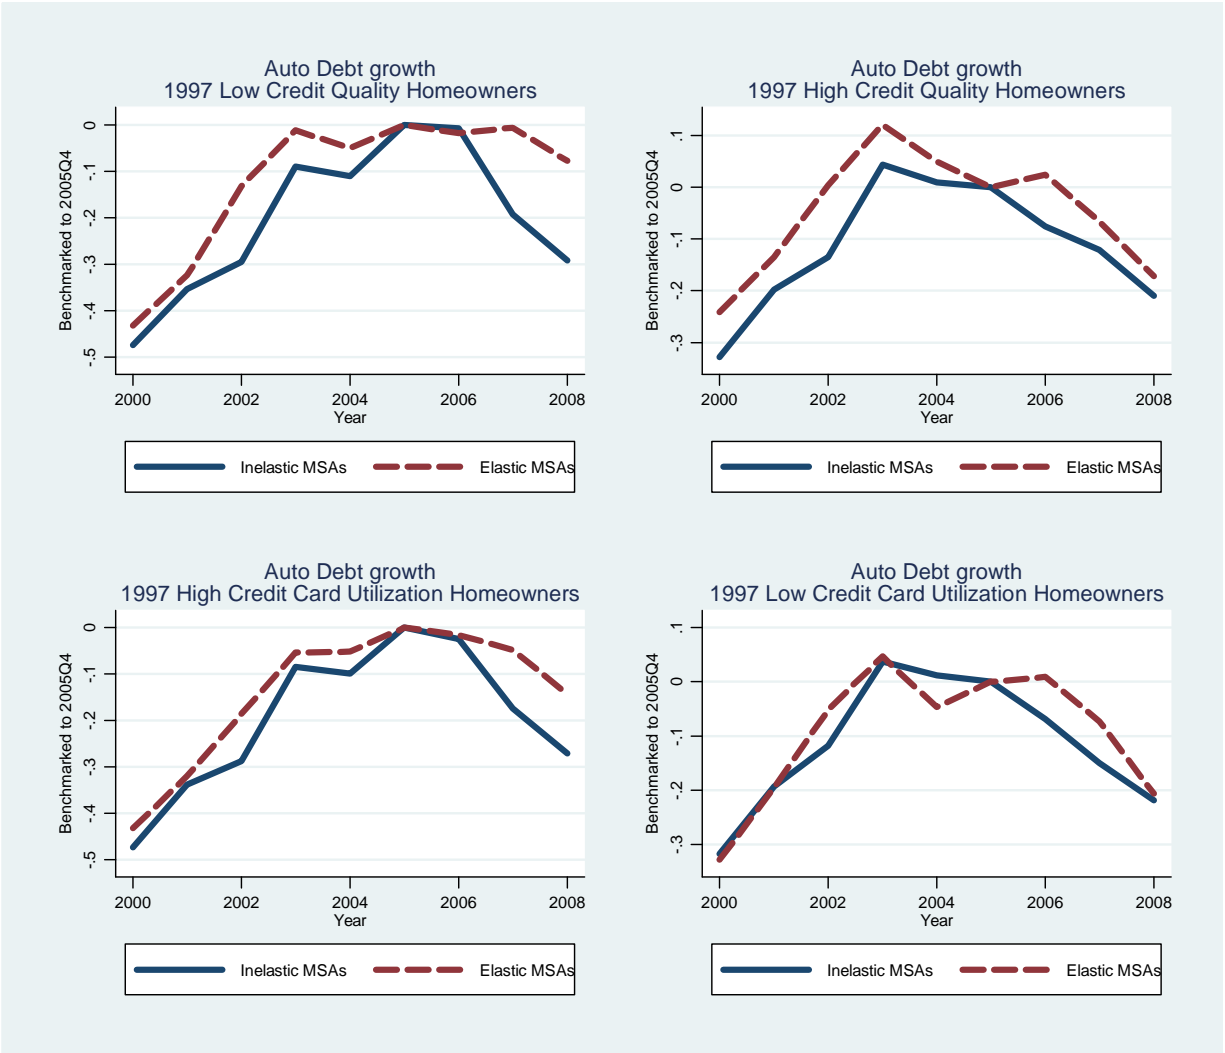 Auto Debt growth
1997 Low Credit Quality Homeowners
Benchmarked to 2005Q4
0
-.1
-.2
-.3
-.4
-.5
2000 2002 2004 2006 2008
Year
Inelastic MSAs Elastic MSAs
Auto Debt growth
1997 High Credit Quality Homeowners
Benchmarked to 2005Q4
.1
0
-.1
-.2
-.3
2000 2002 2004 2006 2008
Year
Inelastic MSAs Elastic MSAs
Auto Debt growth
1997 High Credit Card Utilization Homeowners
Benchmarked to 2005Q4
0
-.1
-.2
-.3
-.4
-.5
2000 2002 2004 2006 2008
Year
Inelastic MSAs Elastic MSAs
Auto Debt growth
1997 Low Credit Card Utilization Homeowners
Benchmarked to 2005Q4
.1
0
-.1
-.2
-.3
2000 2002 2004 2006 2008
Year
Inelastic MSAs Elastic MSAs